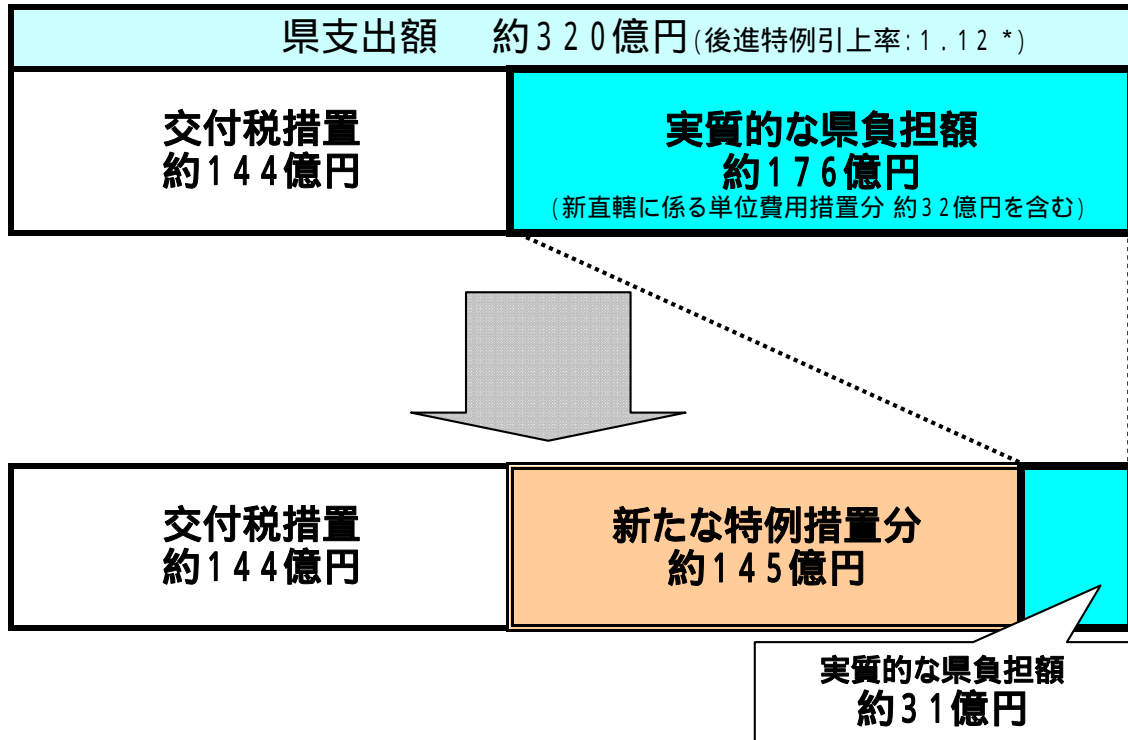 県支出額　約３２０億円(後進特例引上率:１．１２*)
交付税措置
約１４４億円
実質的な県負担額
約１７６億円
(新直轄に係る単位費用措置分 約３２億円を含む)
交付税措置
約１４４億円
新たな特例措置分
約１４５億円
実質的な県負担額
約３１億円